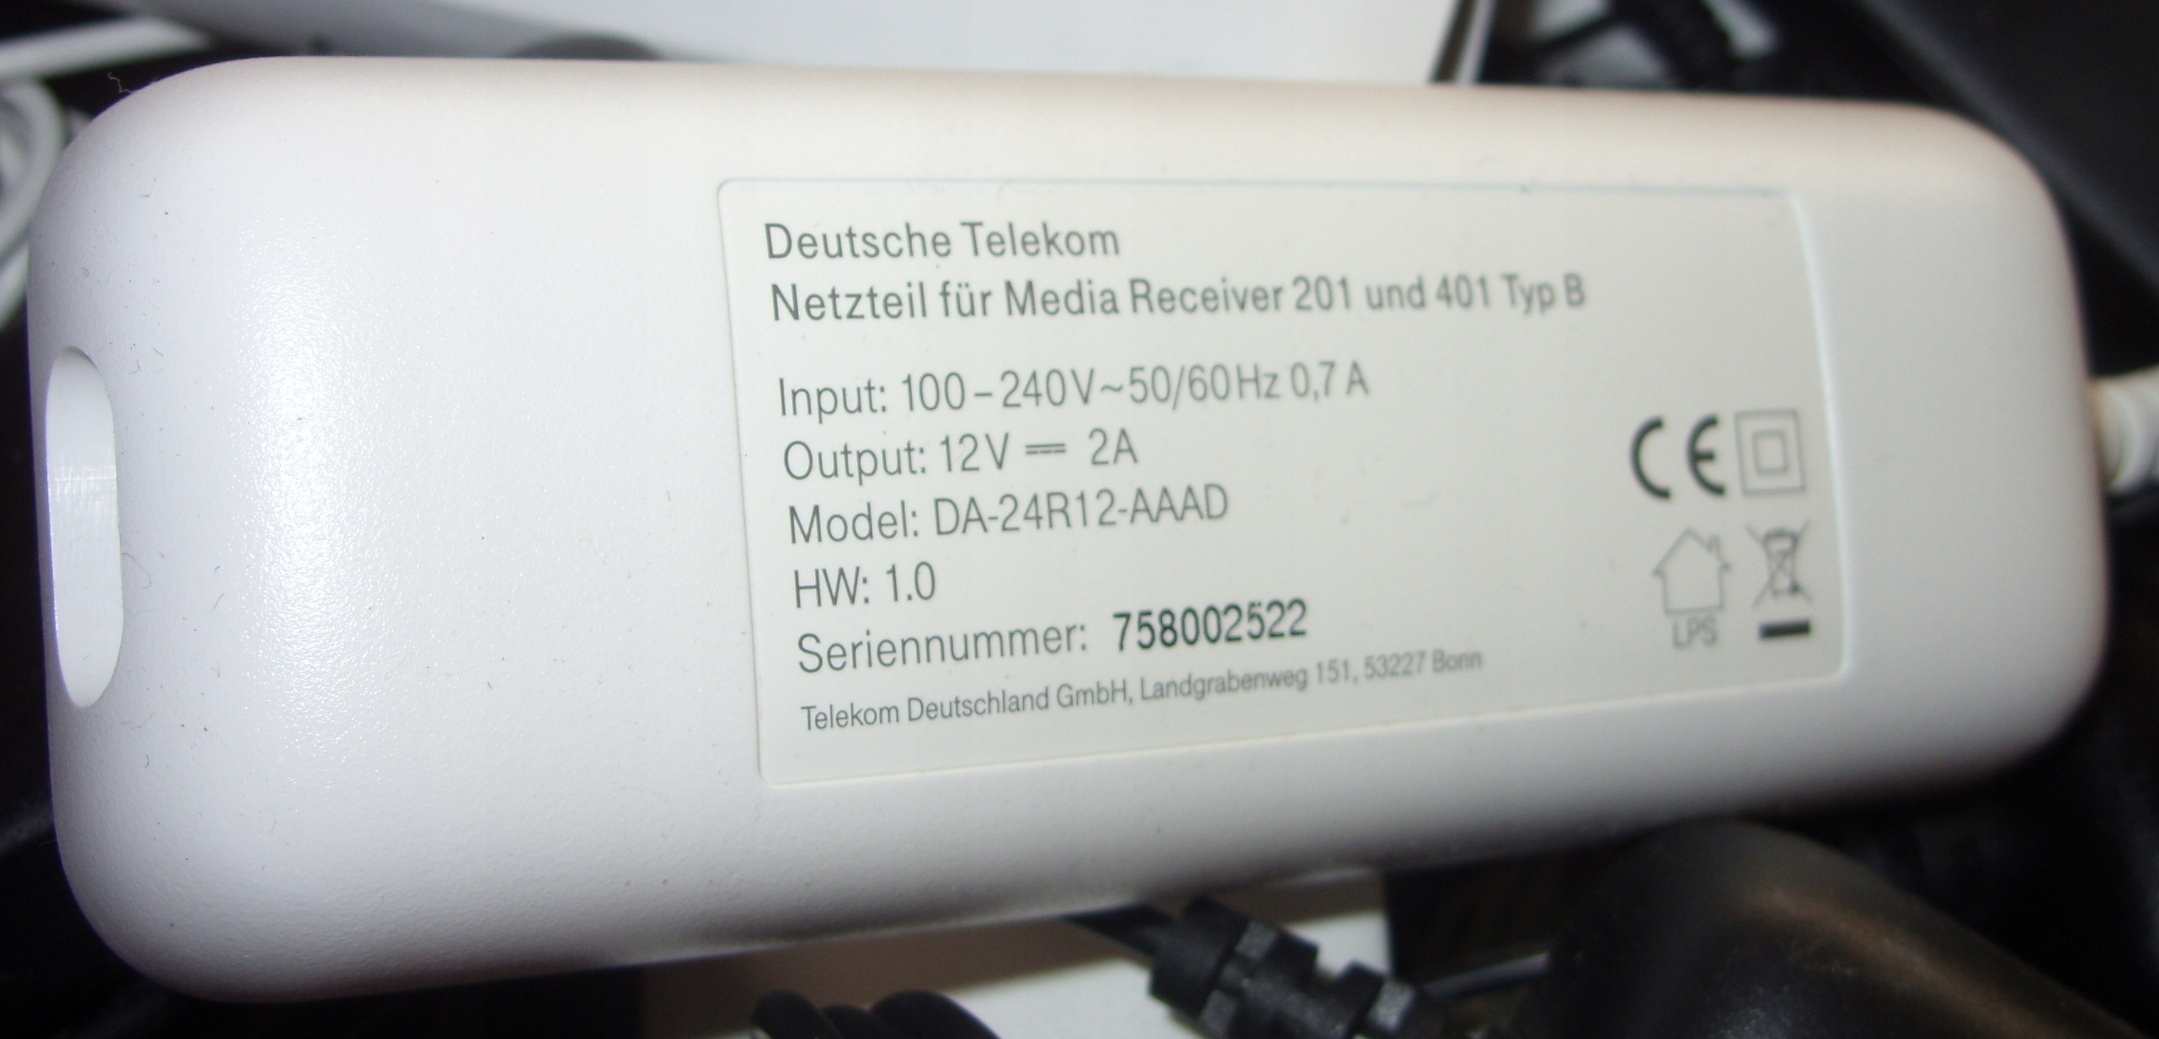 Deutsche Telekom
Netzteil für Media Receiver 201 und 401 Typ B
Input: 100–240V~50/60Hz 0,7 A
Output: 12V ⎓ 2A
Model: DA-24R12-AAAD
HW: 1.0
Seriennummer: 758002522
Telekom Deutschland GmbH, Landgrabenweg 151, 53227 Bonn
CE
LPS